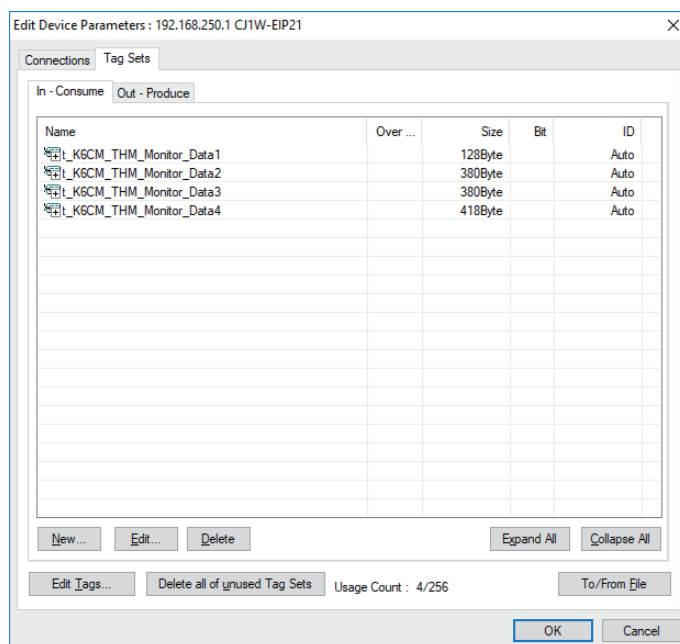 Edit Device Parameters : 192.168.250.1 CJ1W-EIP21
Connections Tag Sets
In - Consume Out - Produce
Name Over ... Size Bit ID
t_K6CM_THM_Monitor_Data1 128Byte Auto
t_K6CM_THM_Monitor_Data2 380Byte Auto
t_K6CM_THM_Monitor_Data3 380Byte Auto
t_K6CM_THM_Monitor_Data4 418Byte Auto
New... Edit... Delete Expand All Collapse All
Edit Tags... Delete all of unused Tag Sets Usage Count : 4/256 To/From File
OK Cancel